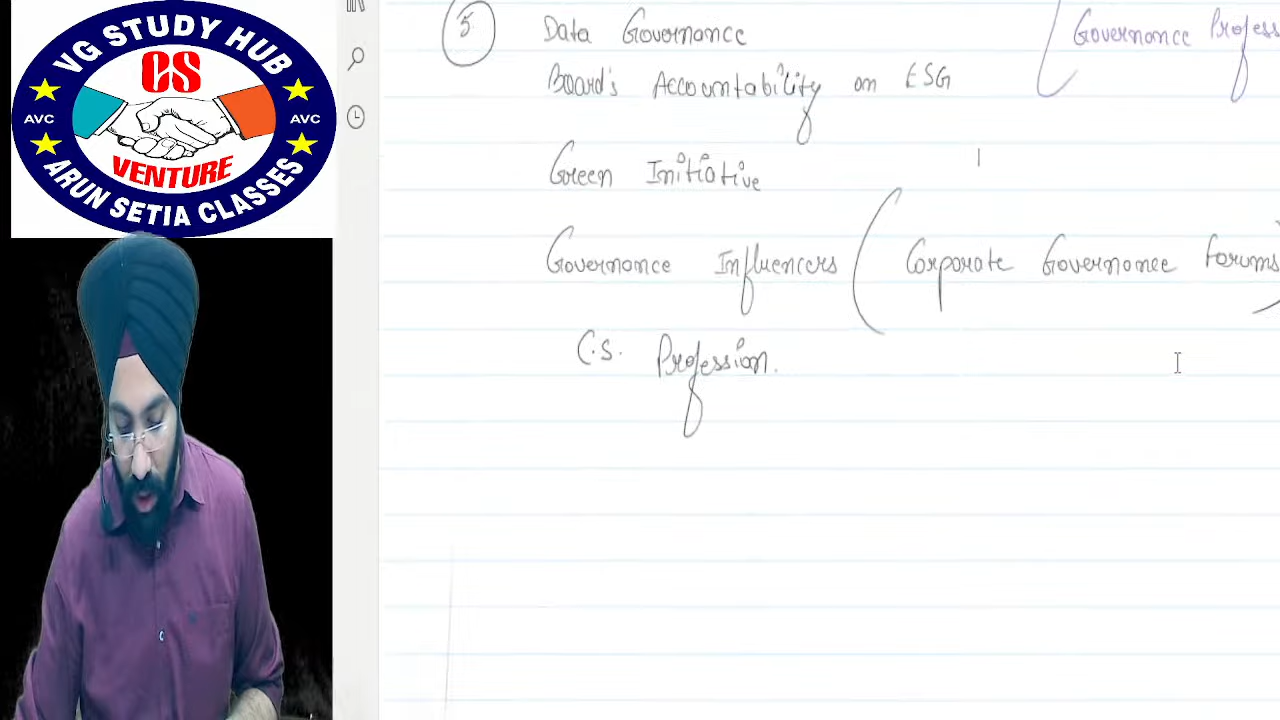 VG STUDY HUB
CS
AVC
AVC
VENTURE
ARUN SETIA CLASSES
5
Data Governance
Governance Profess
Board's Accountability on ESG
Green Initiative
Governance Influencers ( Corporate Governance Forums
C.S. Profession.